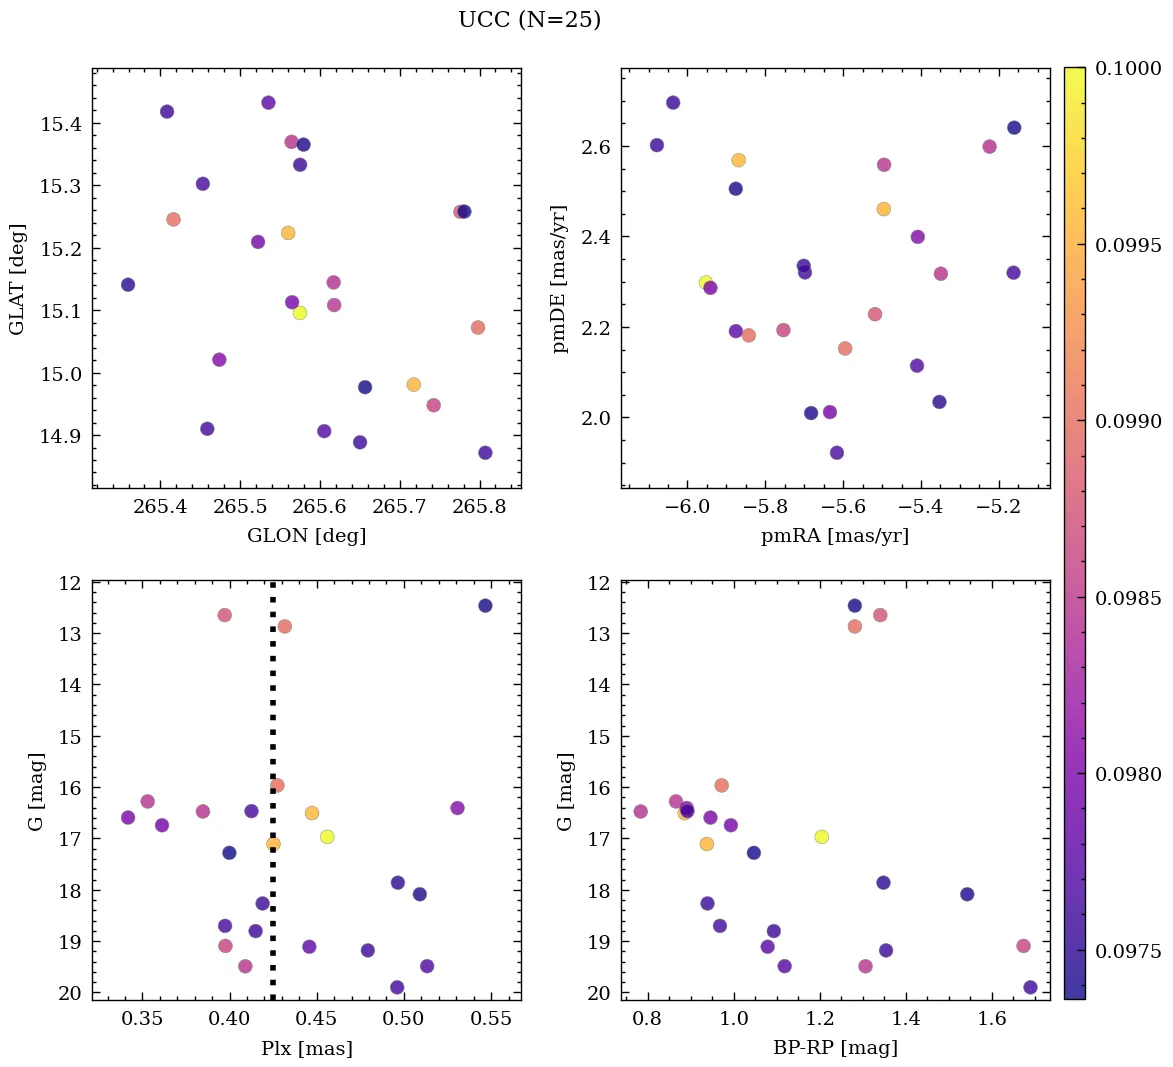 UCC (N=25)
15.4
15.3
15.2
15.1
15.0
14.9
GLAT [deg]
265.4 265.5 265.6 265.7 265.8
GLON [deg]
2.6
2.4
2.2
2.0
pmDE [mas/yr]
−6.0 −5.8 −5.6 −5.4 −5.2
pmRA [mas/yr]
12
13
14
15
16
17
18
19
20
G [mag]
0.35 0.40 0.45 0.50 0.55
Plx [mas]
12
13
14
15
16
17
18
19
20
G [mag]
0.8 1.0 1.2 1.4 1.6
BP-RP [mag]
0.1000
0.0995
0.0990
0.0985
0.0980
0.0975